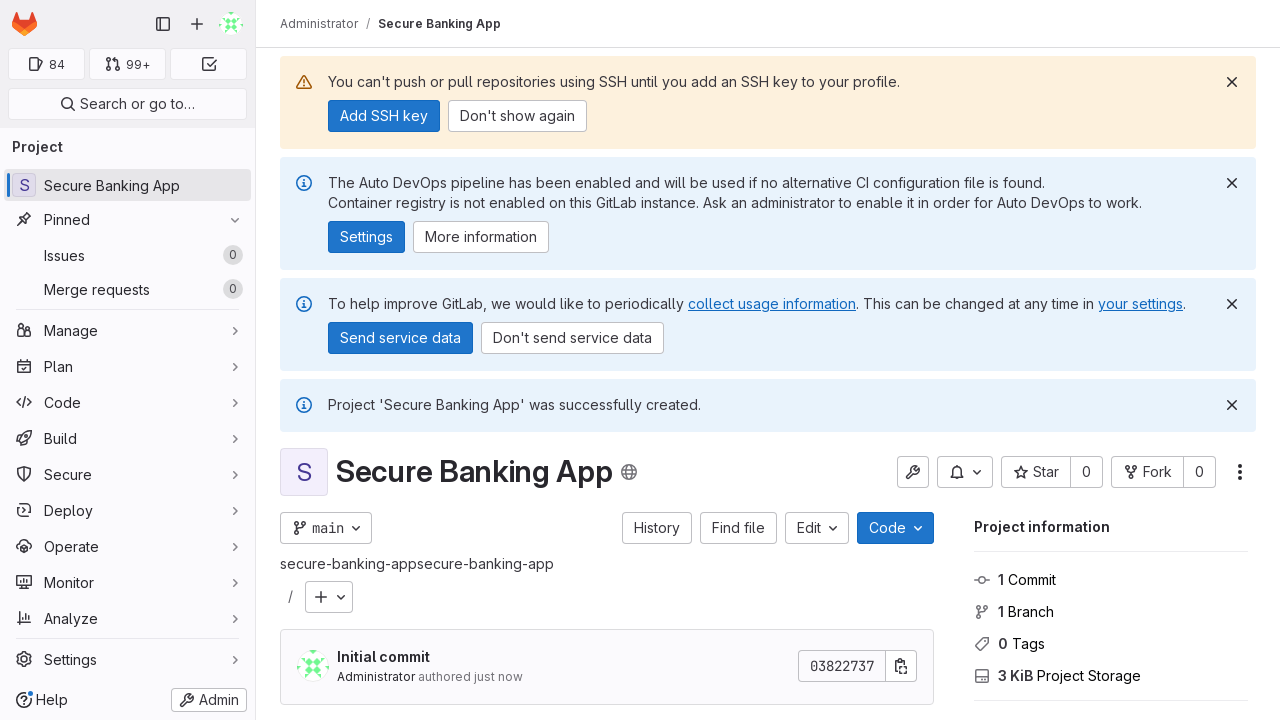 84
99+
Search or go to…
Project
S
Secure Banking App
Pinned
Issues
0
Merge requests
0
Manage
Plan
Code
Build
Secure
Deploy
Operate
Monitor
Analyze
Settings
Help
Admin
Administrator / Secure Banking App
You can't push or pull repositories using SSH until you add an SSH key to your profile.
Add SSH key
Don't show again
The Auto DevOps pipeline has been enabled and will be used if no alternative CI configuration file is found.
Container registry is not enabled on this GitLab instance. Ask an administrator to enable it in order for Auto DevOps to work.
Settings
More information
To help improve GitLab, we would like to periodically collect usage information. This can be changed at any time in your settings.
Send service data
Don't send service data
Project 'Secure Banking App' was successfully created.
S
Secure Banking App
Star
0
Fork
0
main
History
Find file
Edit
Code
secure-banking-appsecure-banking-app
/
Initial commit
Administrator authored just now
03822737
Project information
1 Commit
1 Branch
0 Tags
3 KiB Project Storage